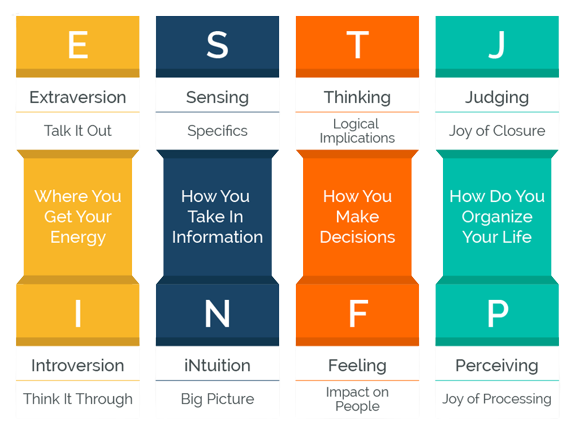 E S T J
Extraversion Sensing Thinking Judging
Talk It Out Specifics Logical Implications Joy of Closure
Where You Get Your Energy
How You Take In Information
How You Make Decisions
How Do You Organize Your Life
I N F P
Introversion iNtuition Feeling Perceiving
Think It Through Big Picture Impact on People Joy of Processing